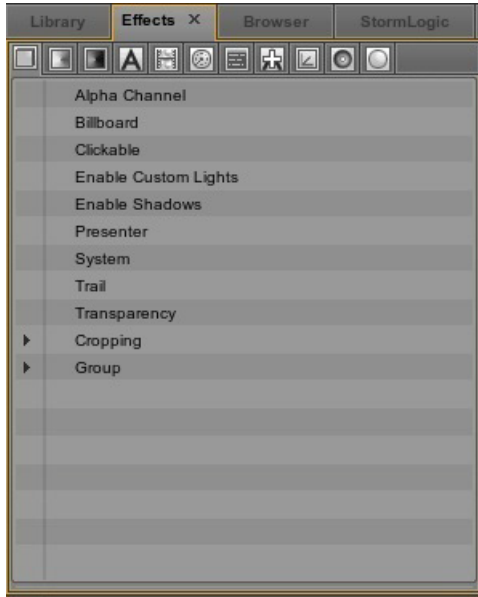 Library Effects X Browser StormLogic
A
Alpha Channel
Billboard
Clickable
Enable Custom Lights
Enable Shadows
Presenter
System
Trail
Transparency
Cropping
Group